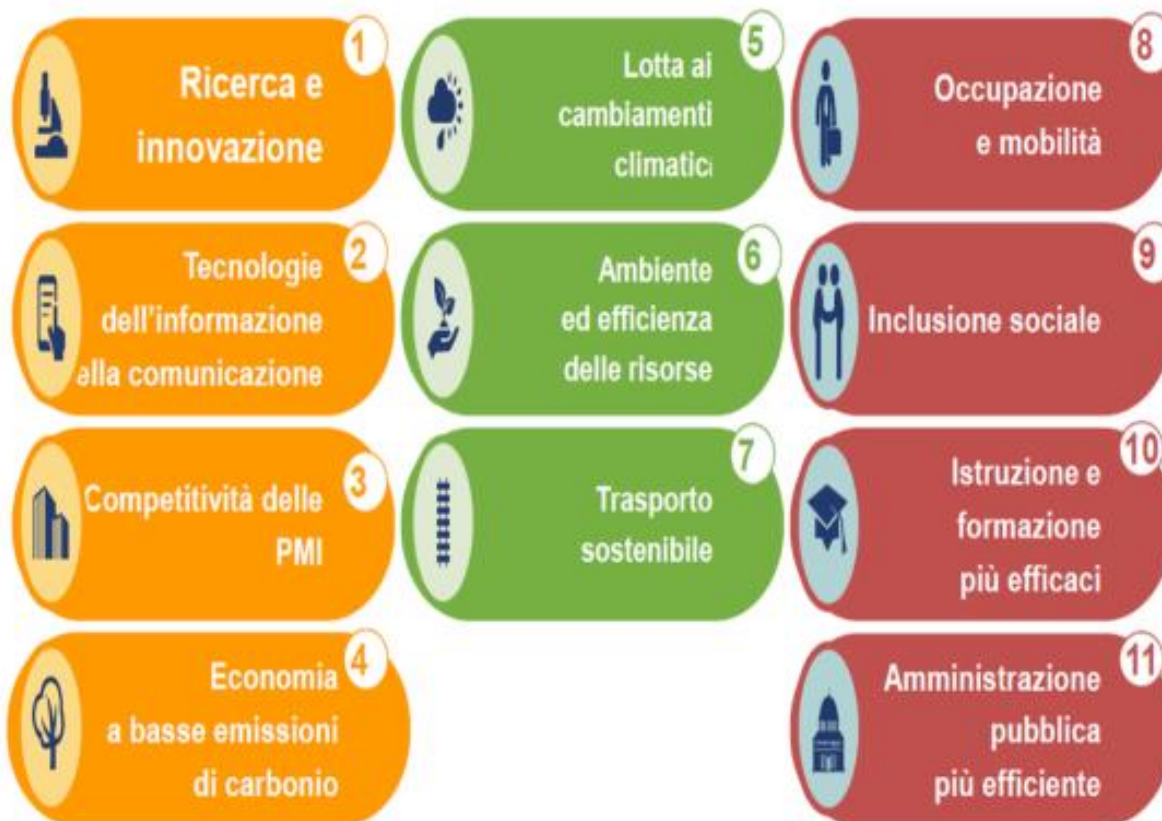 1
Ricerca e
innovazione
2
Tecnologie
dell'informazione
ella comunicazione
3
Competitività delle
PMI
4
Economia
a basse emissioni
di carbonio
5
Lotta ai
cambiamenti
climatici
6
Ambiente
ed efficienza
delle risorse
7
Trasporto
sostenibile
8
Occupazione
e mobilità
9
Inclusione sociale
10
Istruzione e
formazione
più efficaci
11
Amministrazione
pubblica
più efficiente